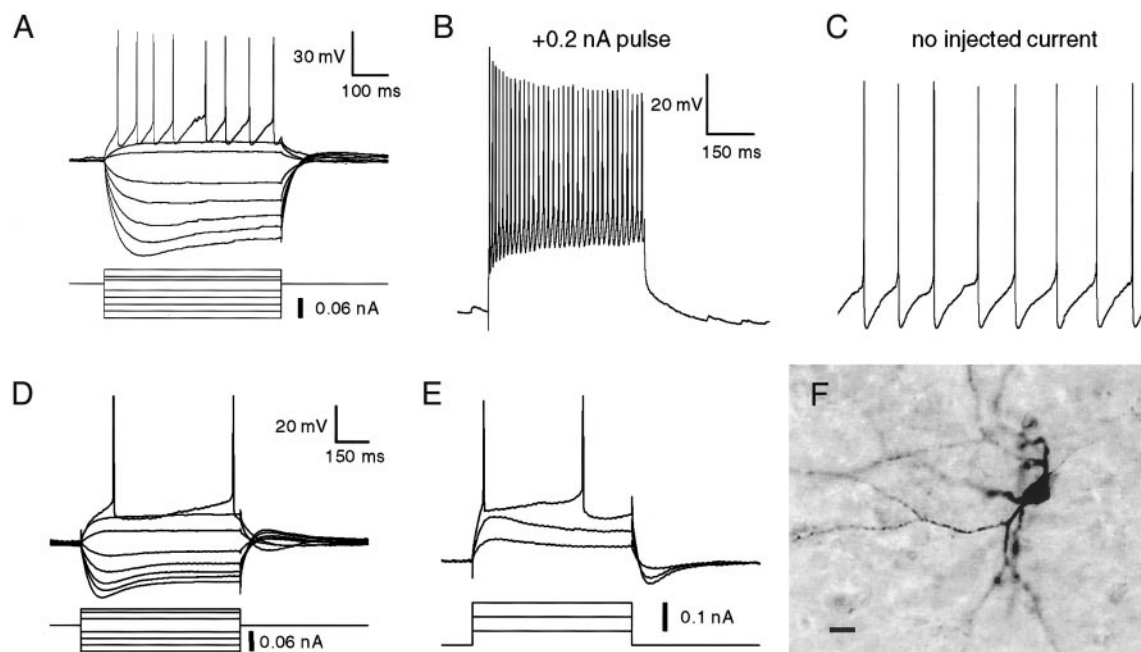 A
30 mV
100 ms
0.06 nA
B
+0.2 nA pulse
20 mV
150 ms
C
no injected current
D
20 mV
150 ms
0.06 nA
E
0.1 nA
F